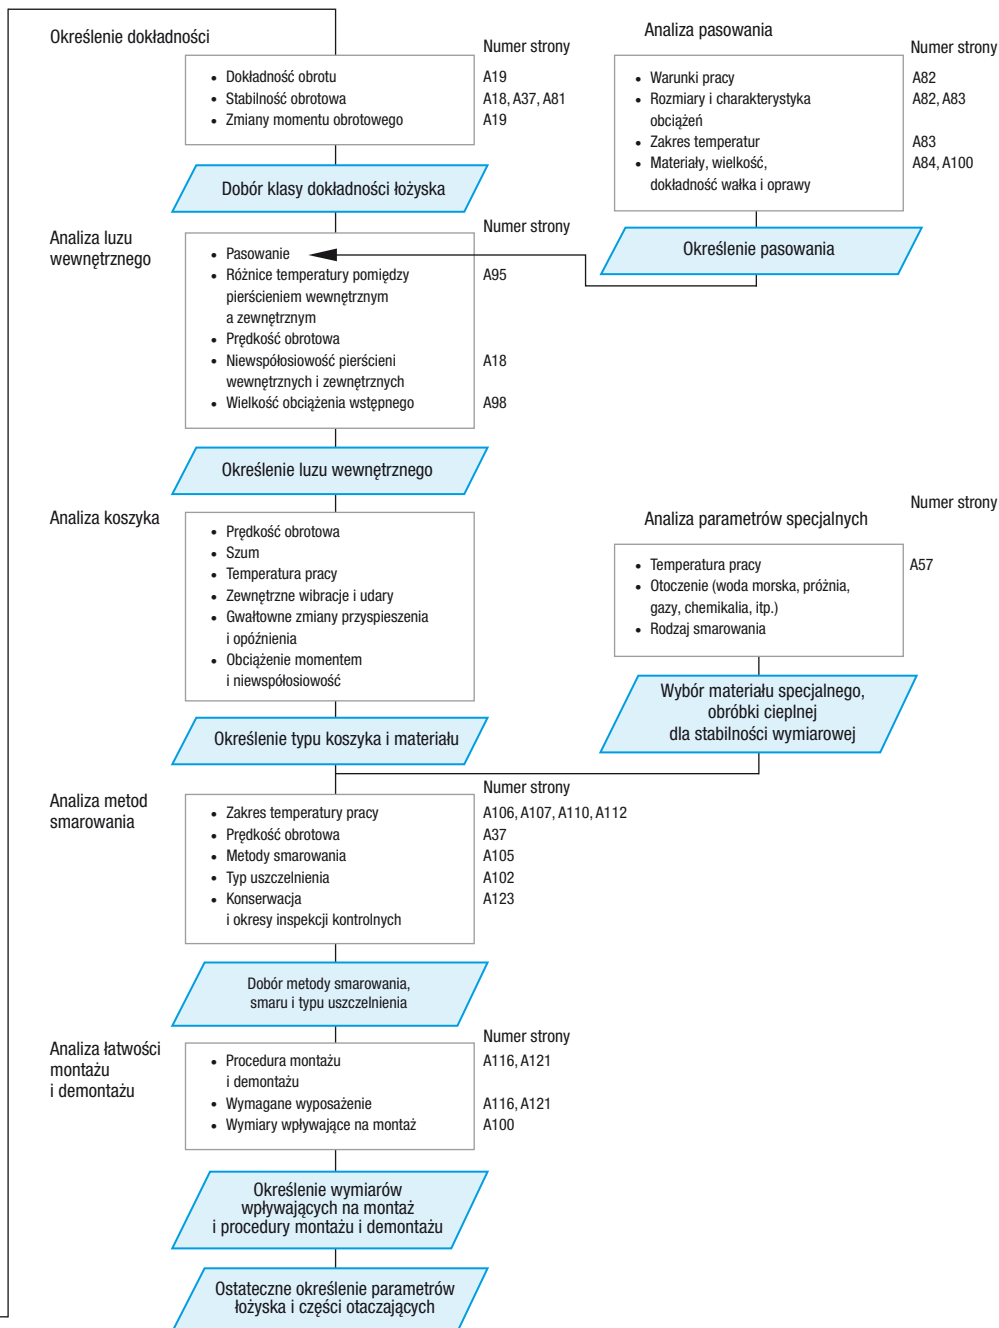 Określenie dokładności
Numer strony
• Dokładność obrotu A19
• Stabilność obrotowa A18, A37, A81
• Zmiany momentu obrotowego A19
Dobór klasy dokładności łożyska
Analiza pasowania
Numer strony
• Warunki pracy A82
• Rozmiary i charakterystyka A82, A83
obciążeń
• Zakres temperatur A83
• Materiały, wielkość, A84, A100
dokładność wałka i oprawy
Określenie pasowania
Analiza luzu
wewnętrznego
Numer strony
• Pasowanie
• Różnice temperatury pomiędzy A95
pierścieniem wewnętrznym
a zewnętrznym
• Prędkość obrotowa
• Niewspółosiowość pierścieni A18
wewnętrznych i zewnętrznych
• Wielkość obciążenia wstępnego A98
Określenie luzu wewnętrznego
Analiza koszyka
• Prędkość obrotowa
• Szum
• Temperatura pracy
• Zewnętrzne wibracje i udary
• Gwałtowne zmiany przyspieszenia
i opóźnienia
• Obciążenie momentem
i niewspółosiowość
Określenie typu koszyka i materiału
Numer strony
Analiza parametrów specjalnych
• Temperatura pracy A57
• Otoczenie (woda morska, próżnia,
gazy, chemikalia, itp.)
• Rodzaj smarowania
Wybór materiału specjalnego,
obróbki cieplnej
dla stabilności wymiarowej
Analiza metod
smarowania
Numer strony
• Zakres temperatury pracy A106, A107, A110, A112
• Prędkość obrotowa A37
• Metody smarowania A105
• Typ uszczelnienia A102
• Konserwacja A123
i okresy inspekcji kontrolnych
Dobór metody smarowania,
smaru i typu uszczelnienia
Analiza łatwości
montażu
i demontażu
Numer strony
• Procedura montażu A116, A121
i demontażu
• Wymagane wyposażenie A116, A121
• Wymiary wpływające na montaż A100
Określenie wymiarów
wpływających na montaż
i procedury montażu i demontażu
Ostateczne określenie parametrów
łożyska i części otaczających